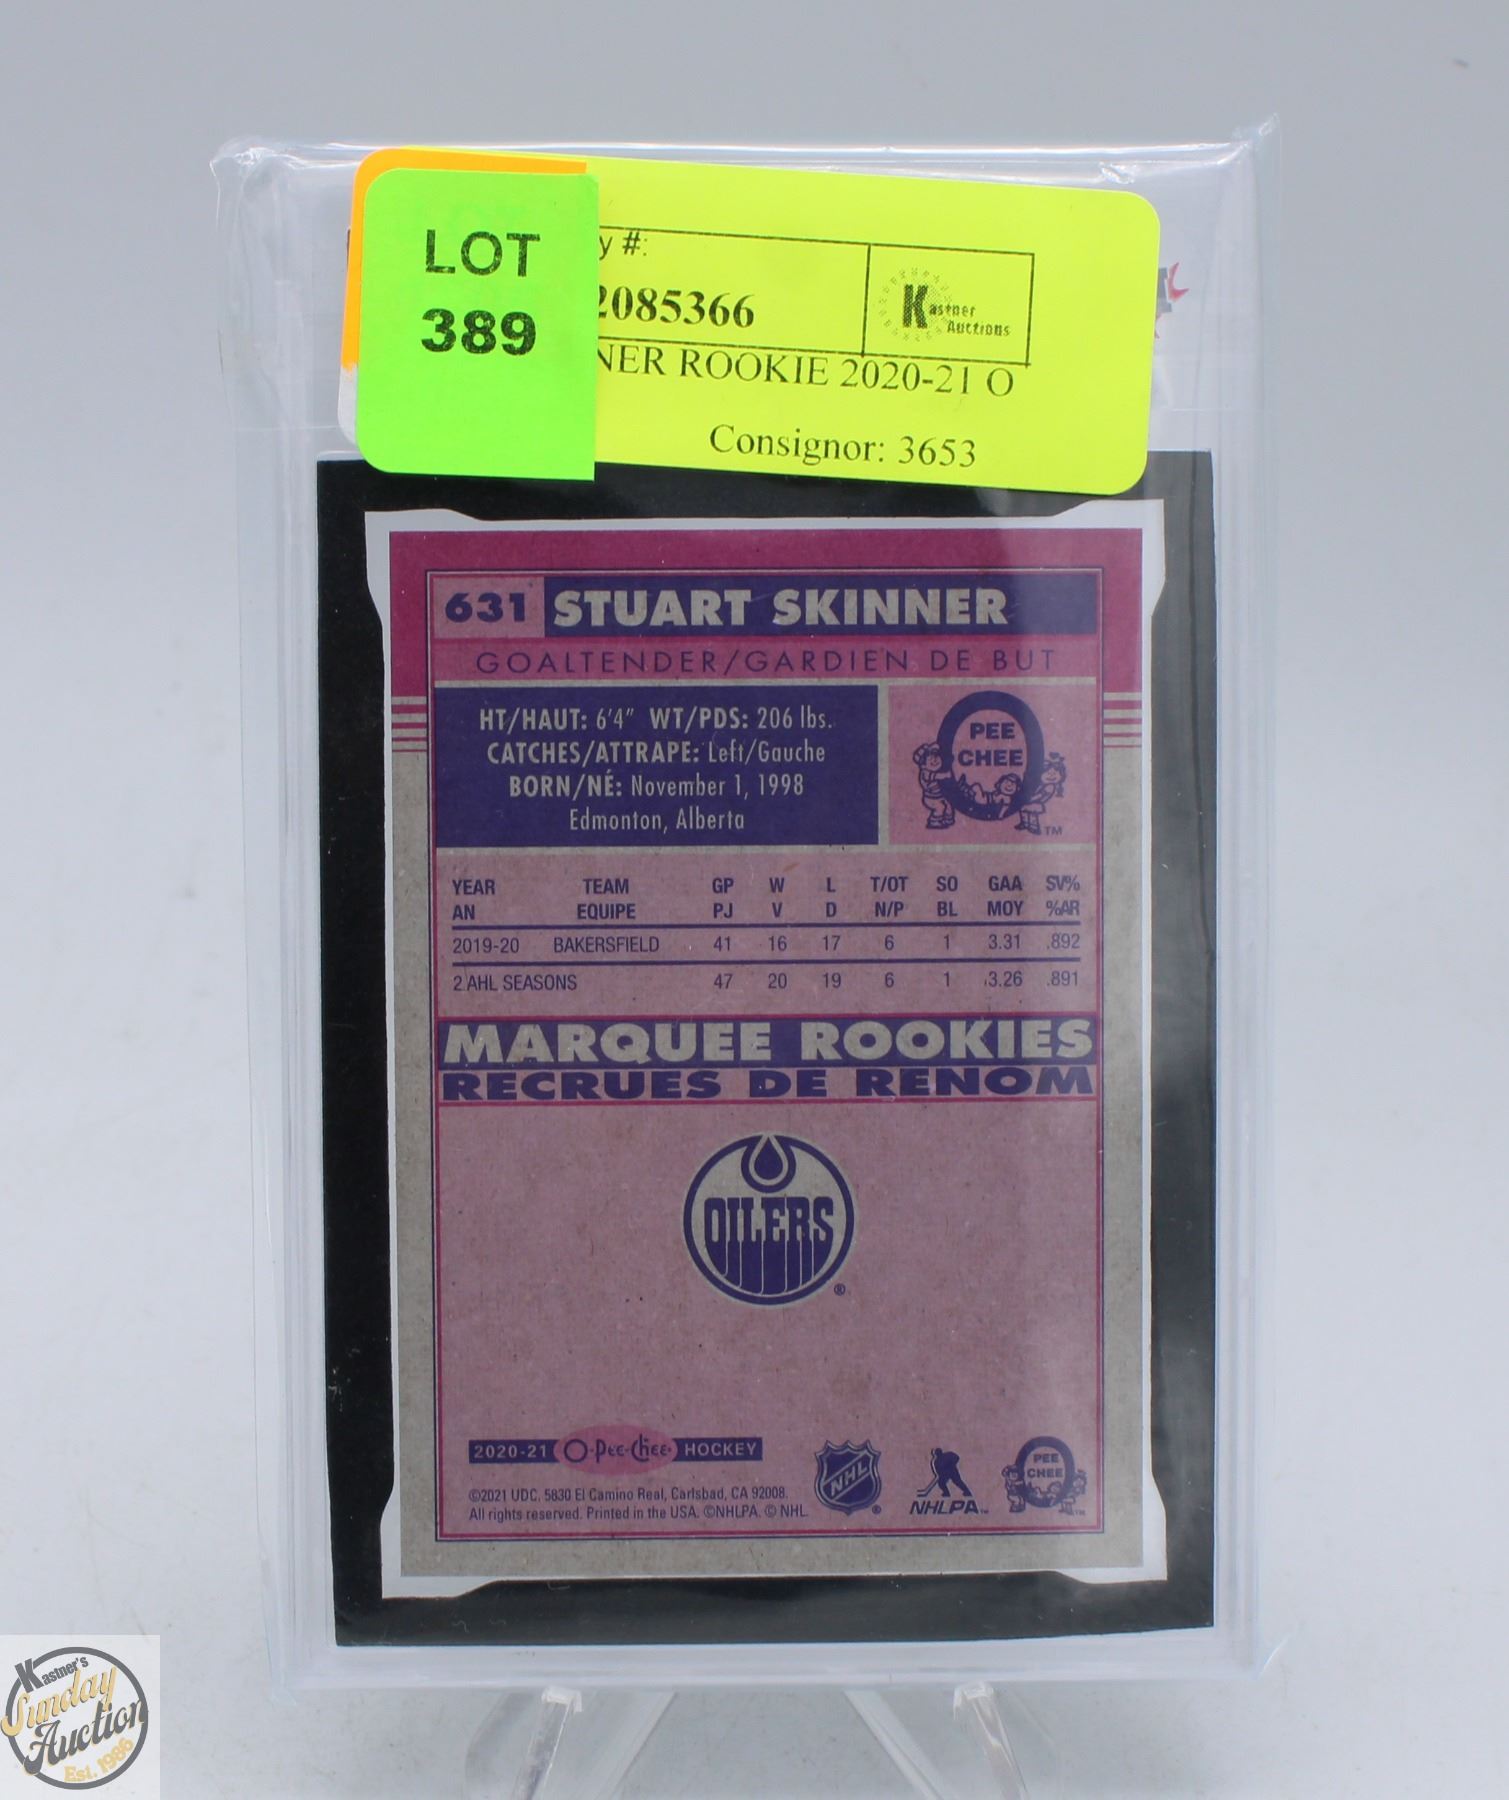 LOT
389
y #:
2085366
Kastner
Auctions
NER ROOKIE 2020-21 O
Consignor: 3653
631 STUART SKINNER
GOALTENDER/GARDIEN DE BUT
HT/HAUT: 6'4" WT/PDS: 206 lbs.
CATCHES/ATTRAPE: Left/Gauche
BORN/NÉ: November 1, 1998
Edmonton, Alberta
PEE
CHEE
TM
YEAR TEAM GP W L T/OT SO GAA SV%
AN EQUIPE PJ V D N/P BL MOY %AR
2019-20 BAKERSFIELD 41 16 17 6 1 3.31 .892
2 AHL SEASONS 47 20 19 6 1 3.26 .891
MARQUEE ROOKIES
RECRUES DE RENOM
OILERS
®
2020-21 O-Pee-Chee HOCKEY
©2021 UDC. 5830 El Camino Real, Carlsbad, CA 92008.
All rights reserved. Printed in the USA. ©NHLPA. © NHL.
NHL ®
NHLPA™
PEE
CHEE
TM
Kastner's
Sunday
Auction
Est. 1986